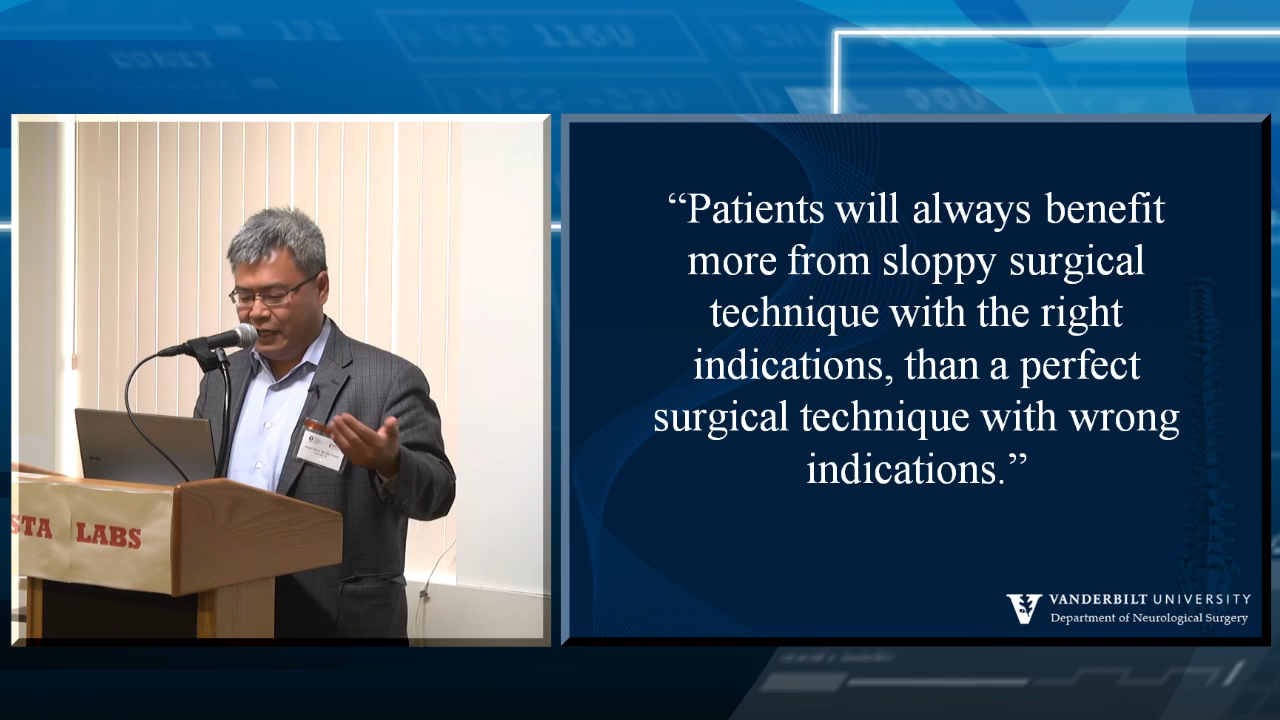 “Patients will always benefit
more from sloppy surgical
technique with the right
indications, than a perfect
surgical technique with wrong
indications.”
VANDERBILT UNIVERSITY
Department of Neurological Surgery
STA LABS